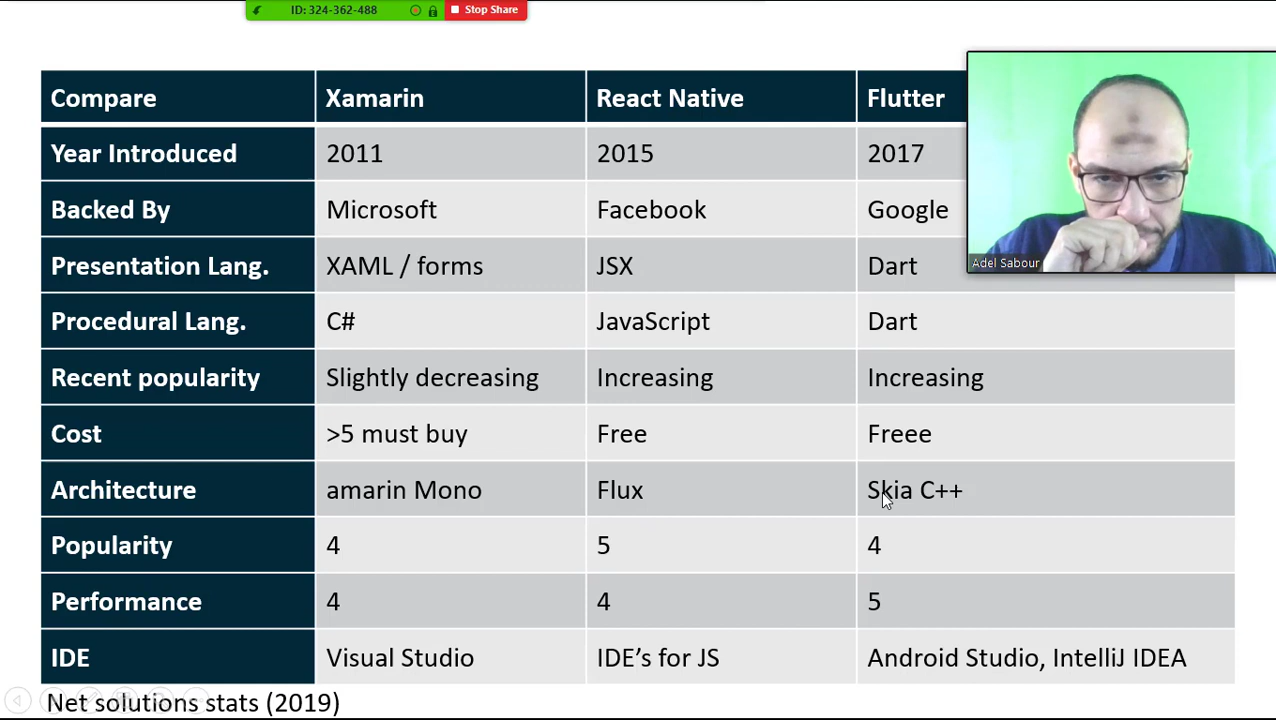 ID: 324-362-488 Stop Share
Compare Xamarin React Native Flutter
Year Introduced 2011 2015 2017
Backed By Microsoft Facebook Google
Presentation Lang. XAML / forms JSX Dart
Procedural Lang. C# JavaScript Dart
Recent popularity Slightly decreasing Increasing Increasing
Cost >5 must buy Free Freee
Architecture amarin Mono Flux Skia C++
Popularity 4 5 4
Performance 4 4 5
IDE Visual Studio IDE’s for JS Android Studio, IntelliJ IDEA
Net solutions stats (2019)
Adel Sabour